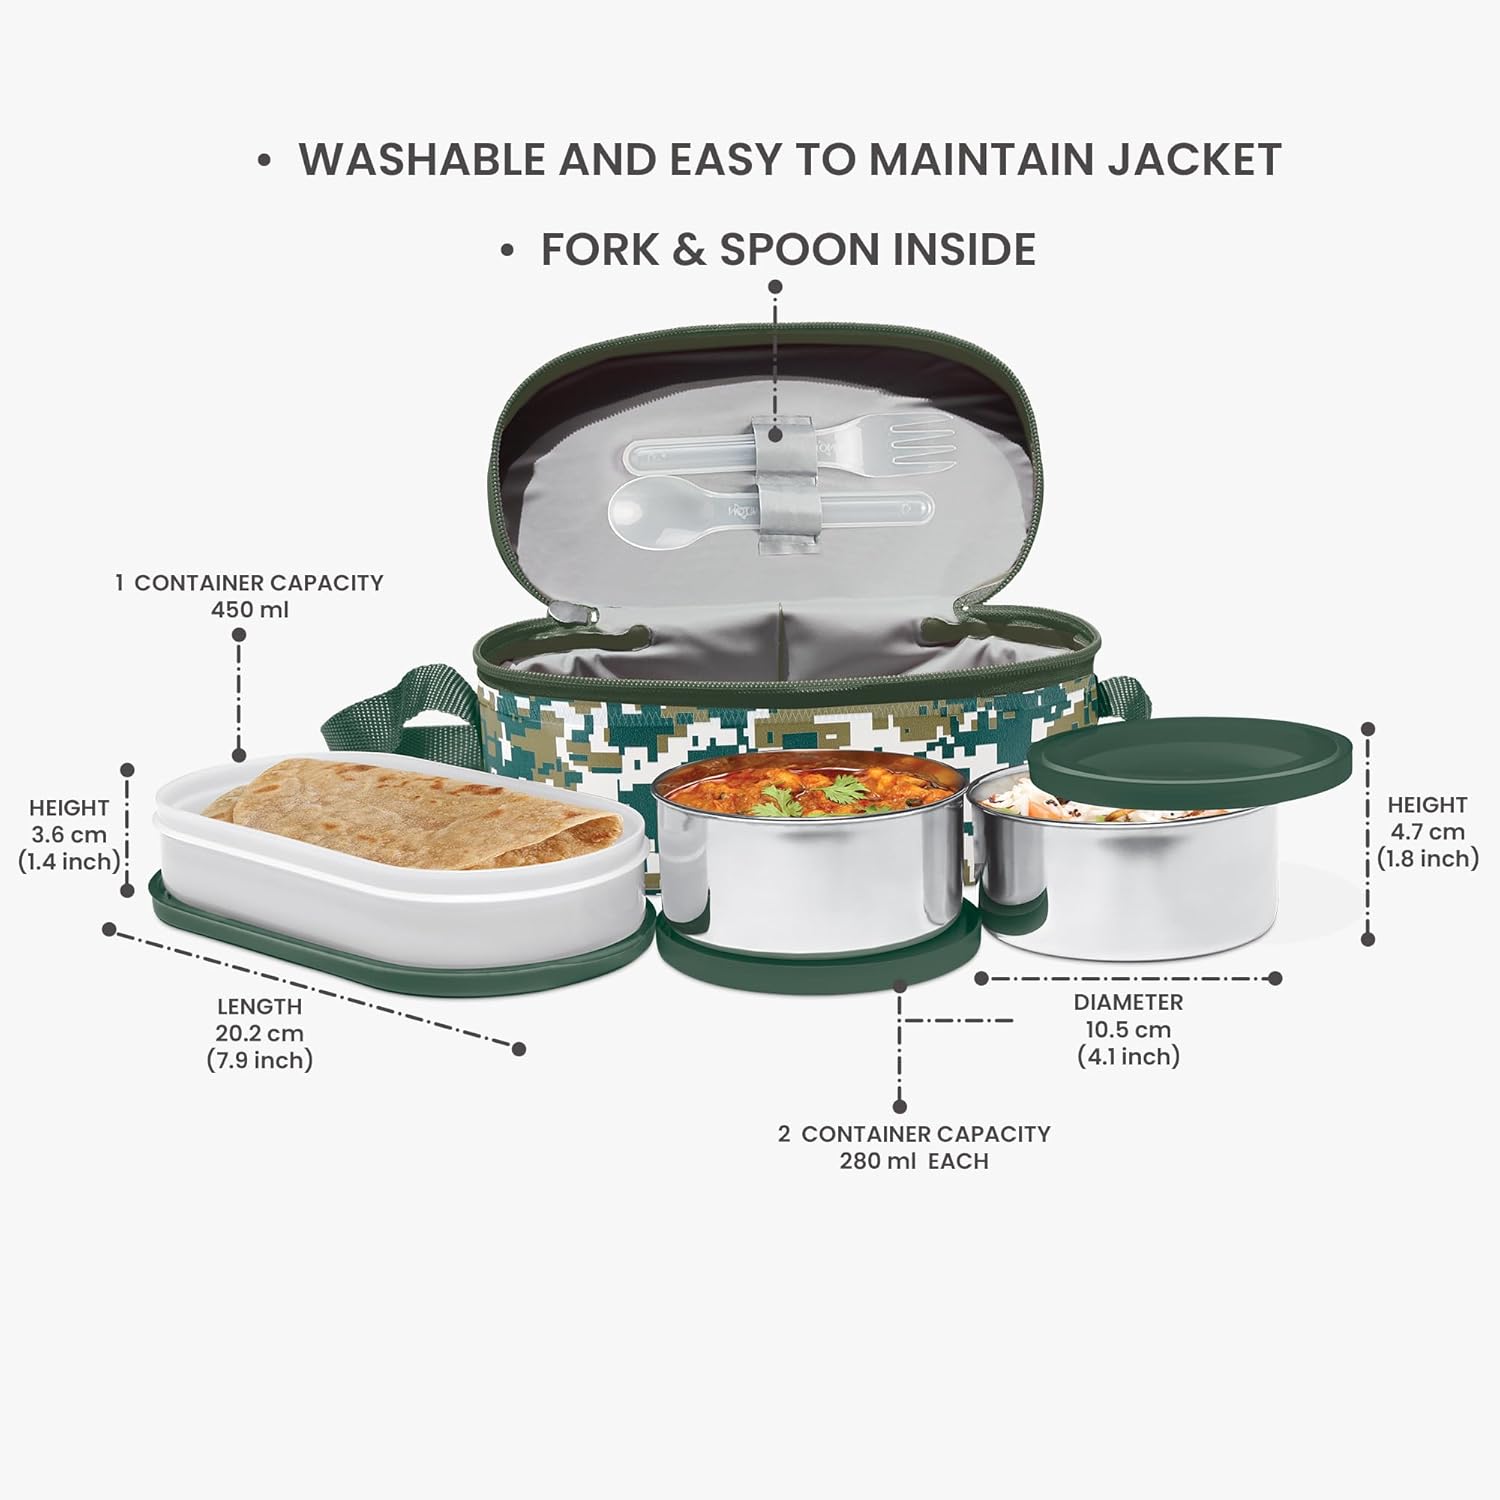 • WASHABLE AND EASY TO MAINTAIN JACKET
• FORK & SPOON INSIDE
1 CONTAINER CAPACITY
450 ml
HEIGHT
3.6 cm
(1.4 inch)
LENGTH
20.2 cm
(7.9 inch)
HEIGHT
4.7 cm
(1.8 inch)
DIAMETER
10.5 cm
(4.1 inch)
2 CONTAINER CAPACITY
280 ml EACH